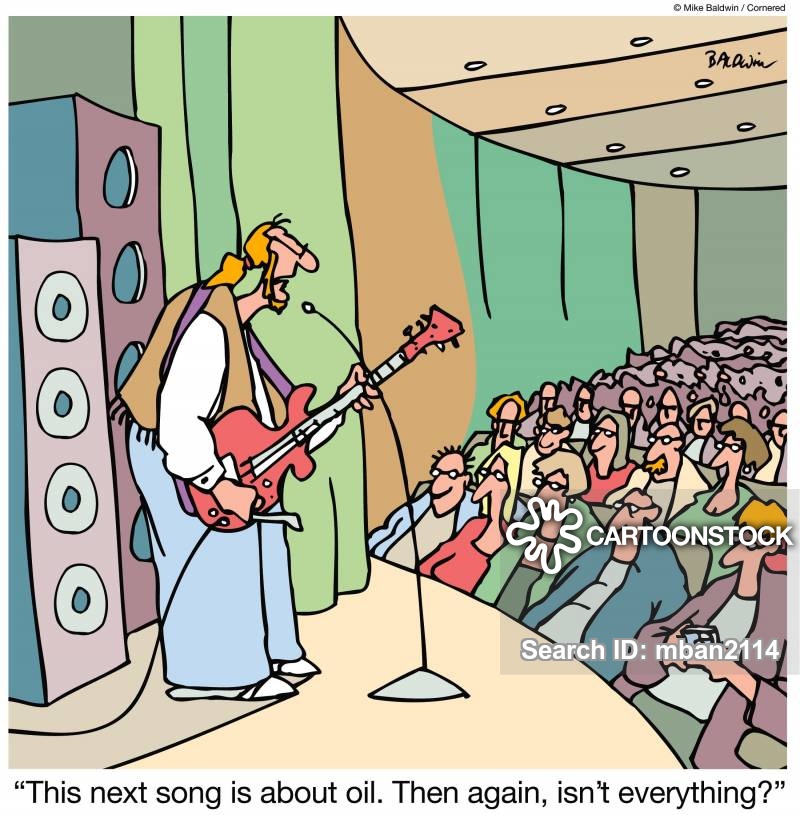 © Mike Baldwin / Cornered
BALDWin
CARTOONSTOCK
Search ID: mban2114
“This next song is about oil. Then again, isn’t everything?”